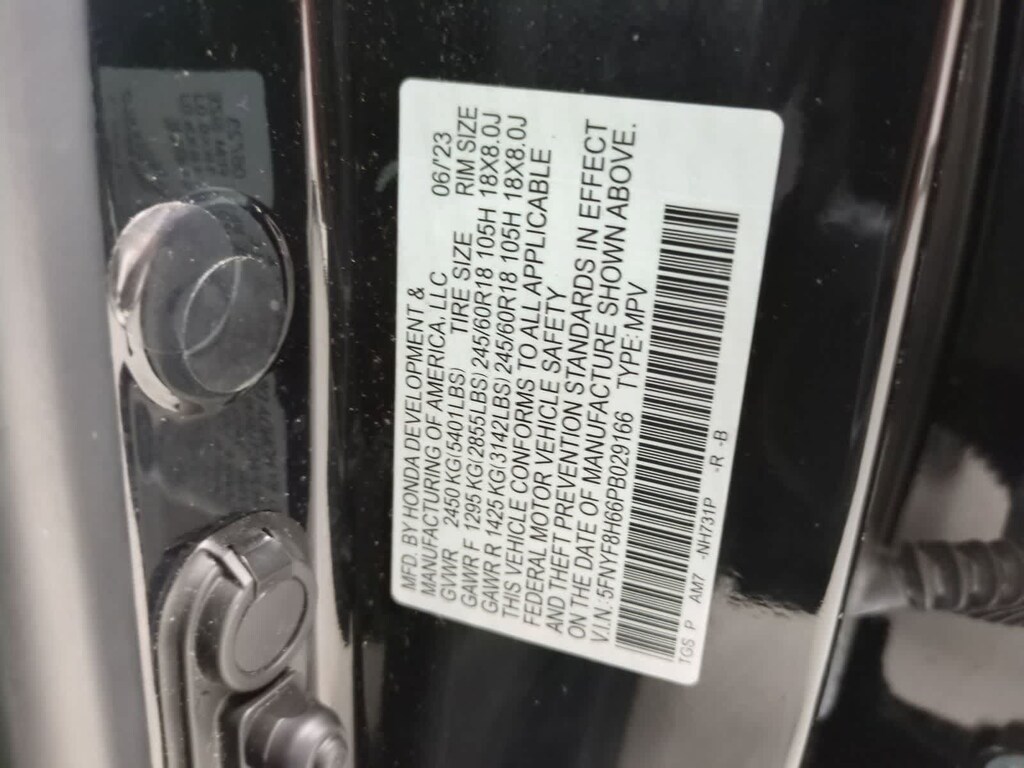 MFD. BY HONDA DEVELOPMENT &
MANUFACTURING OF AMERICA, LLC 06/'23
GVWR 2450 KG(5401LBS) TIRE SIZE RIM SIZE
GAWR F 1295 KG(2855LBS) 245/60R18 105H 18X8.0J
GAWR R 1425 KG(3142LBS) 245/60R18 105H 18X8.0J
THIS VEHICLE CONFORMS TO ALL APPLICABLE
FEDERAL MOTOR VEHICLE SAFETY
AND THEFT PREVENTION STANDARDS IN EFFECT
ON THE DATE OF MANUFACTURE SHOWN ABOVE.
V.I.N.:5FNYF8H66PB029166 TYPE:MPV
TGS P AM7 -NH731P -R -B